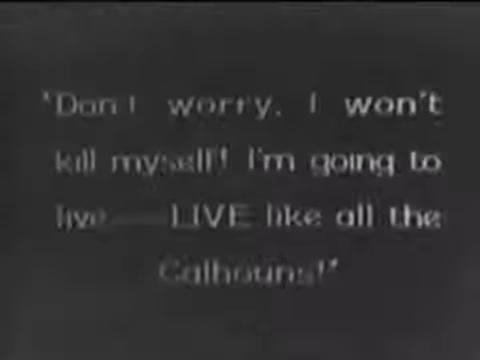 "Don't worry, I won't
kill myself! I'm going to
live—LIVE like all the
Calhouns!"